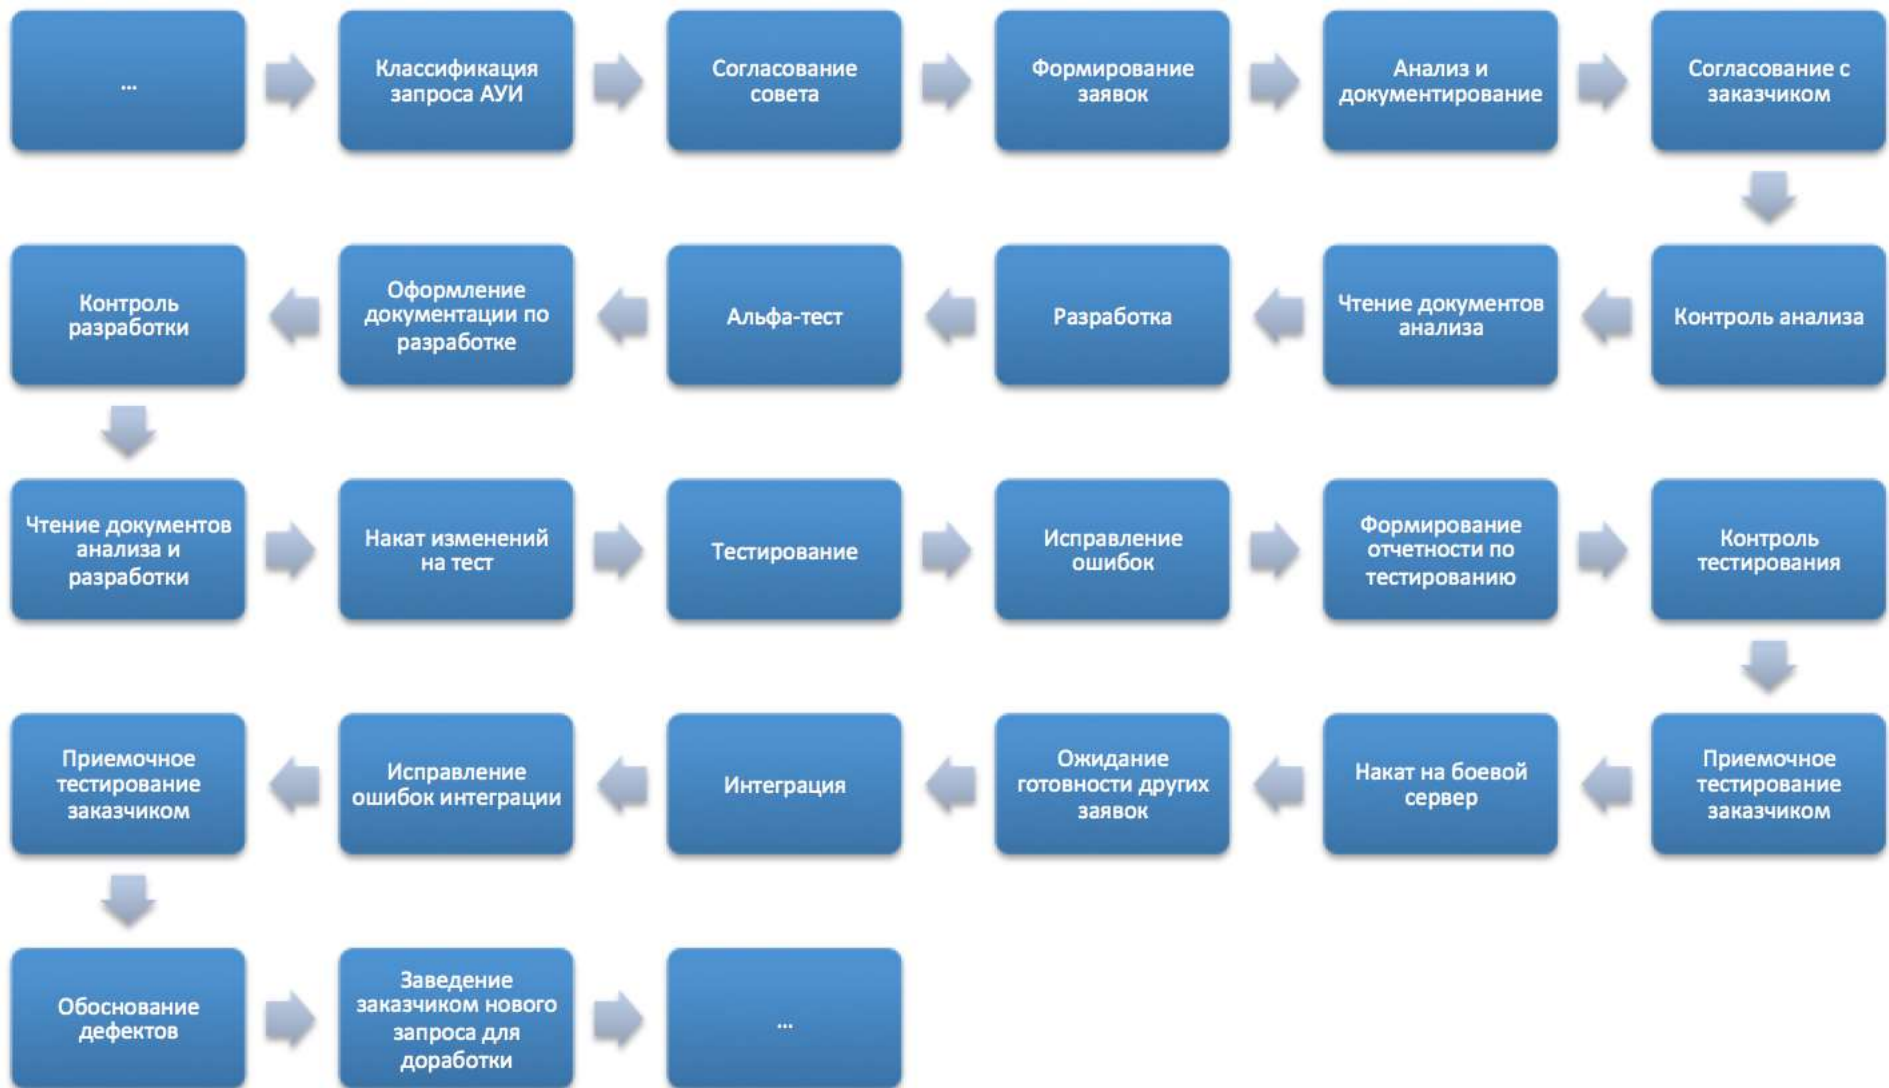 ...
Классификация
запроса АУИ
Согласование
совета
Формирование
заявок
Анализ и
документирование
Согласование с
заказчиком
Контроль анализа
Чтение документов
анализа
Разработка
Альфа-тест
Оформление
документации по
разработке
Контроль
разработки
Чтение документов
анализа и
разработки
Накат изменений
на тест
Тестирование
Исправление
ошибок
Формирование
отчетности по
тестированию
Контроль
тестирования
Приемочное
тестирование
заказчиком
Накат на боевой
сервер
Ожидание
готовности других
заявок
Интеграция
Исправление
ошибок интеграции
Приемочное
тестирование
заказчиком
Обоснование
дефектов
Заведение
заказчиком нового
запроса для
доработки
...